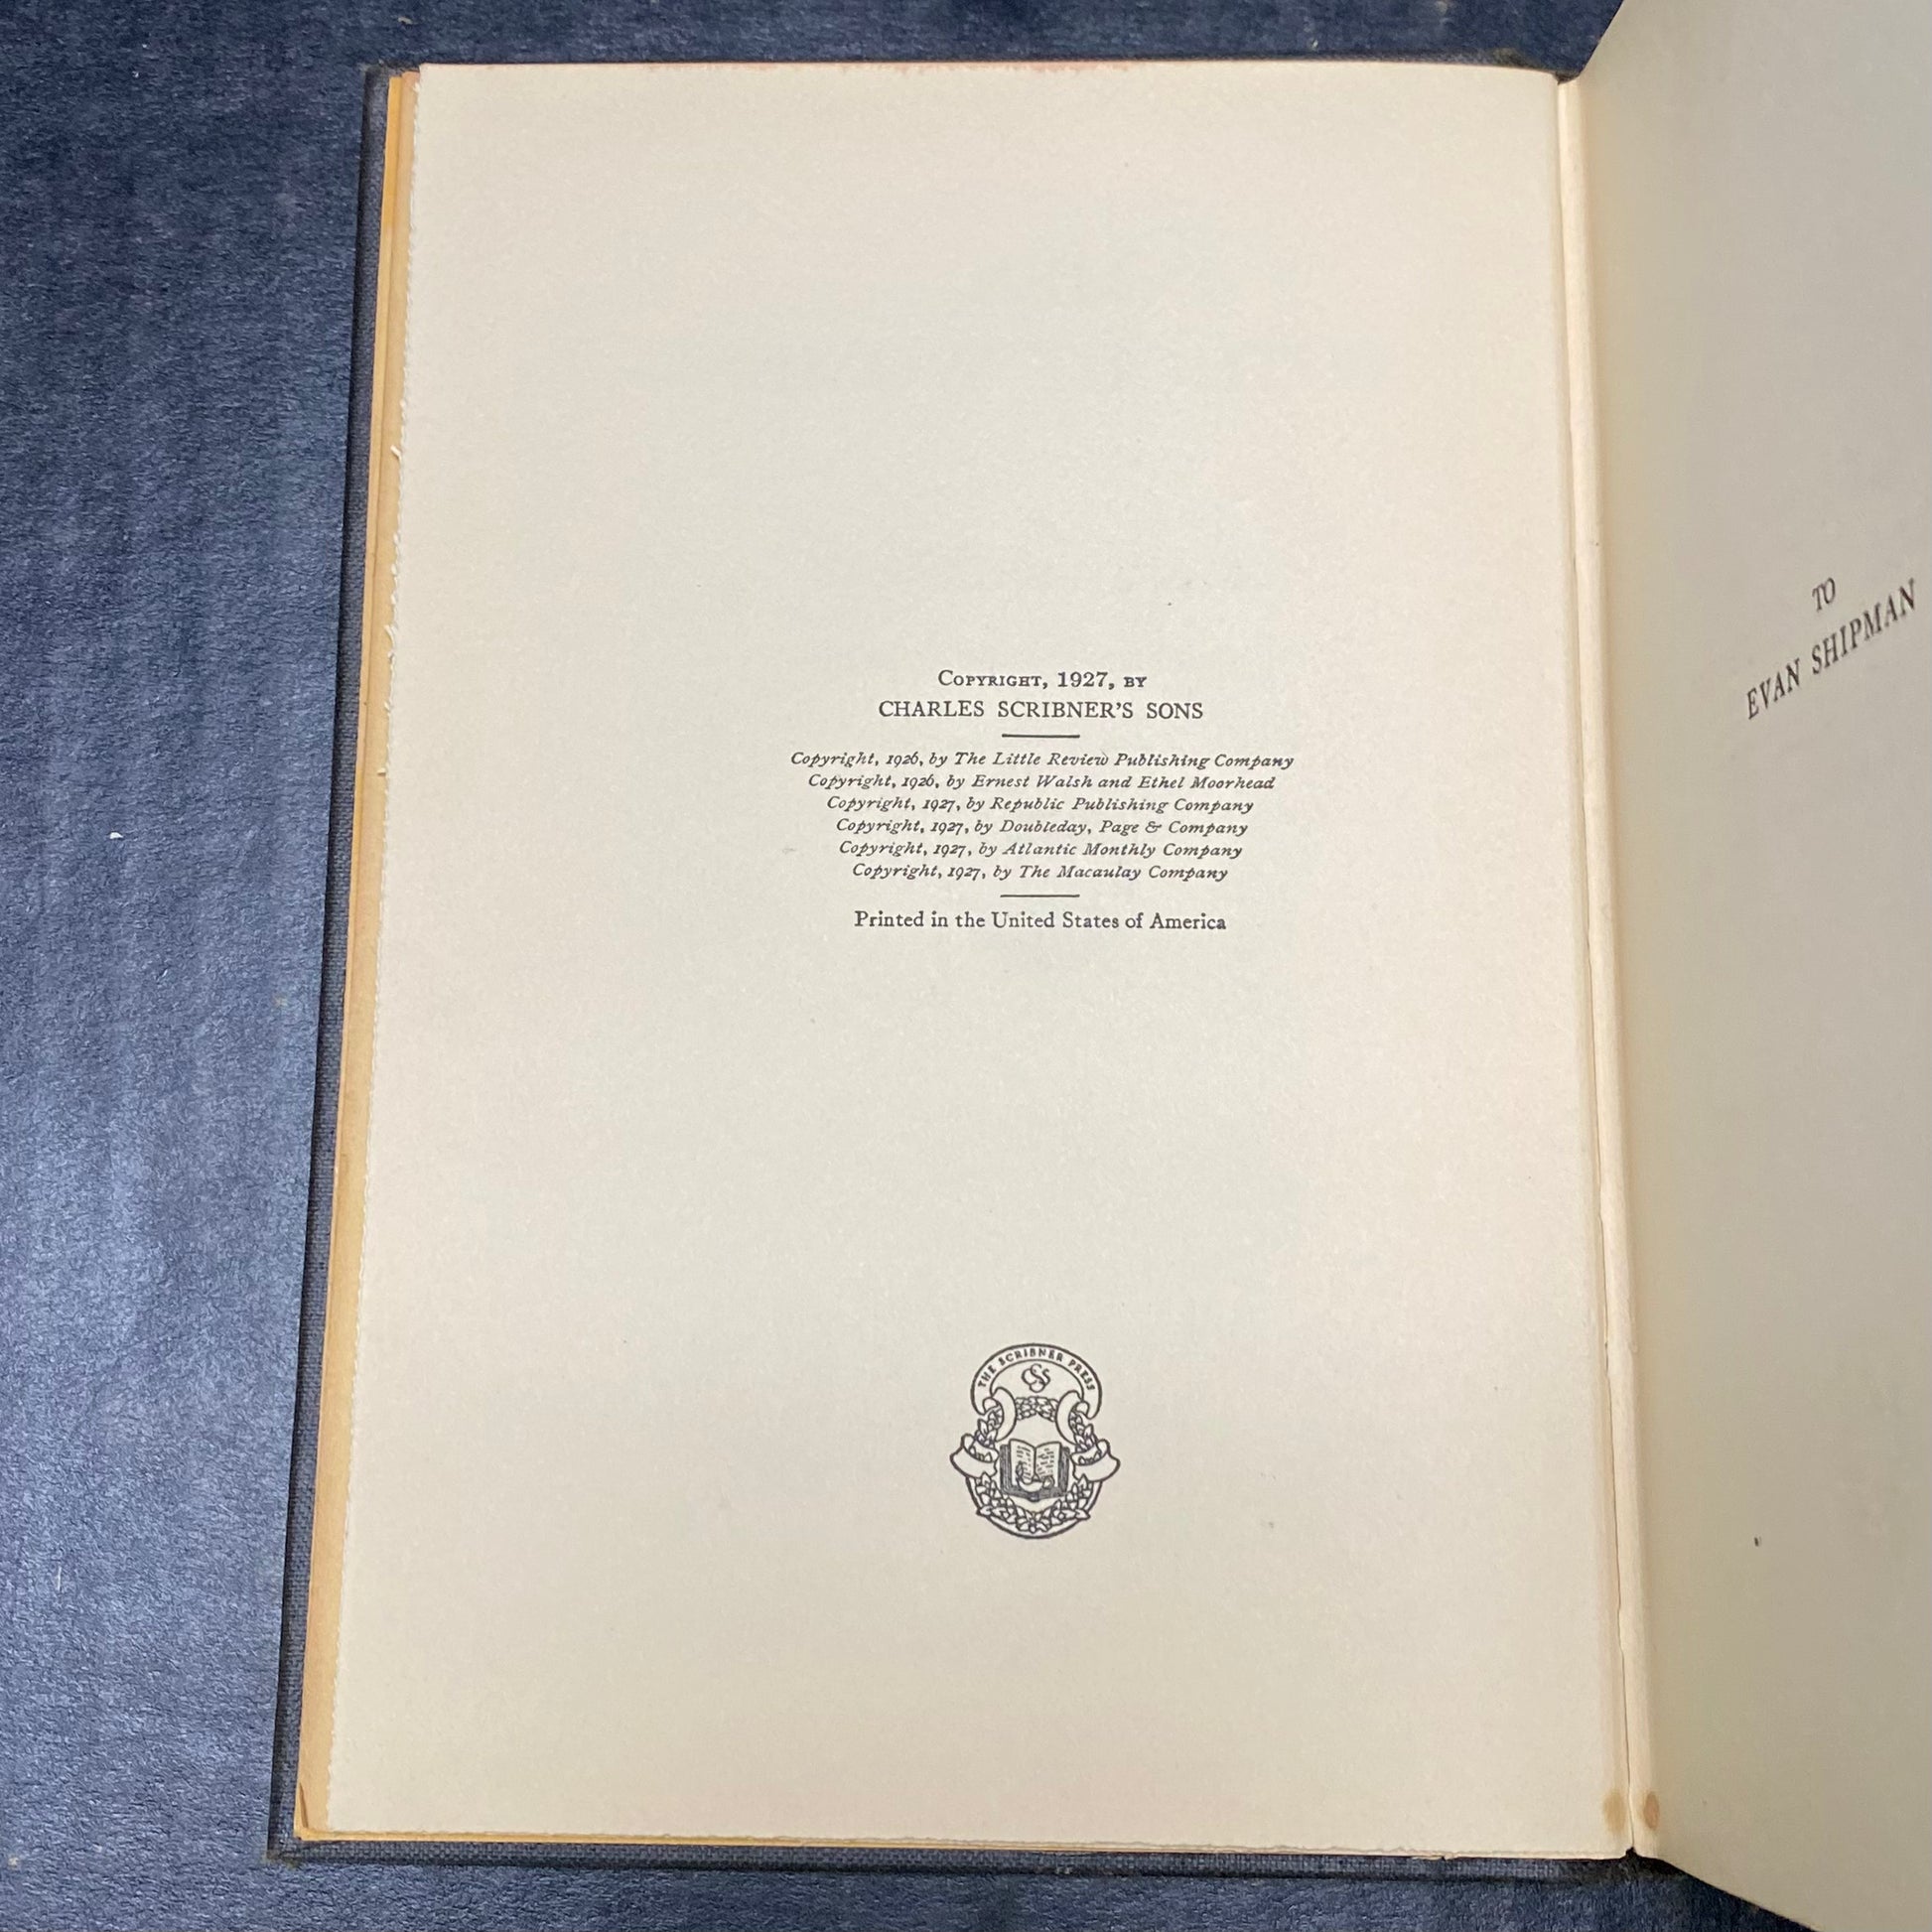 Copyright, 1927, by
CHARLES SCRIBNER'S SONS
Copyright, 1926, by The Little Review Publishing Company
Copyright, 1926, by Ernest Walsh and Ethel Moorhead
Copyright, 1927, by Republic Publishing Company
Copyright, 1927, by Doubleday, Page & Company
Copyright, 1927, by Atlantic Monthly Company
Copyright, 1927, by The Macaulay Company
Printed in the United States of America
THE SCRIBNER PRESS
CSS
TO
EVAN SHIPMAN